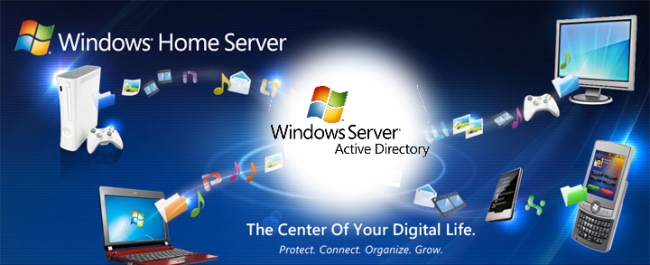 Windows® Home Server
Windows Server®
Active Directory
The Center Of Your Digital Life.
Protect. Connect. Organize. Grow.